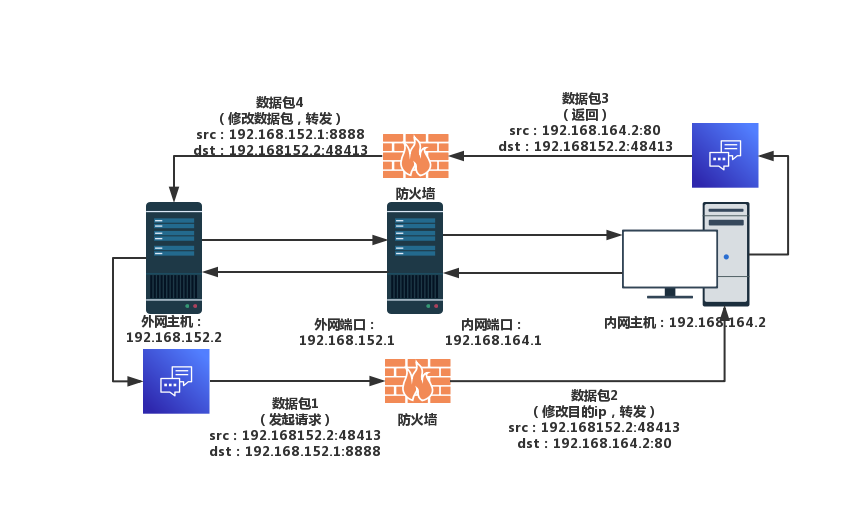 数据包4
（修改数据包，转发）
src：192.168.152.1:8888
dst：192.168152.2:48413
数据包3
（返回）
src：192.168.164.2:80
dst：192.168152.2:48413
防火墙
外网主机：
192.168.152.2
外网端口：
192.168.152.1
内网端口：
192.168.164.1
内网主机：192.168.164.2
数据包1
（发起请求）
src：192.168152.2:48413
dst：192.168.152.1:8888
防火墙
数据包2
（修改目的ip，转发）
src：192.168152.2:48413
dst：192.168.164.2:80